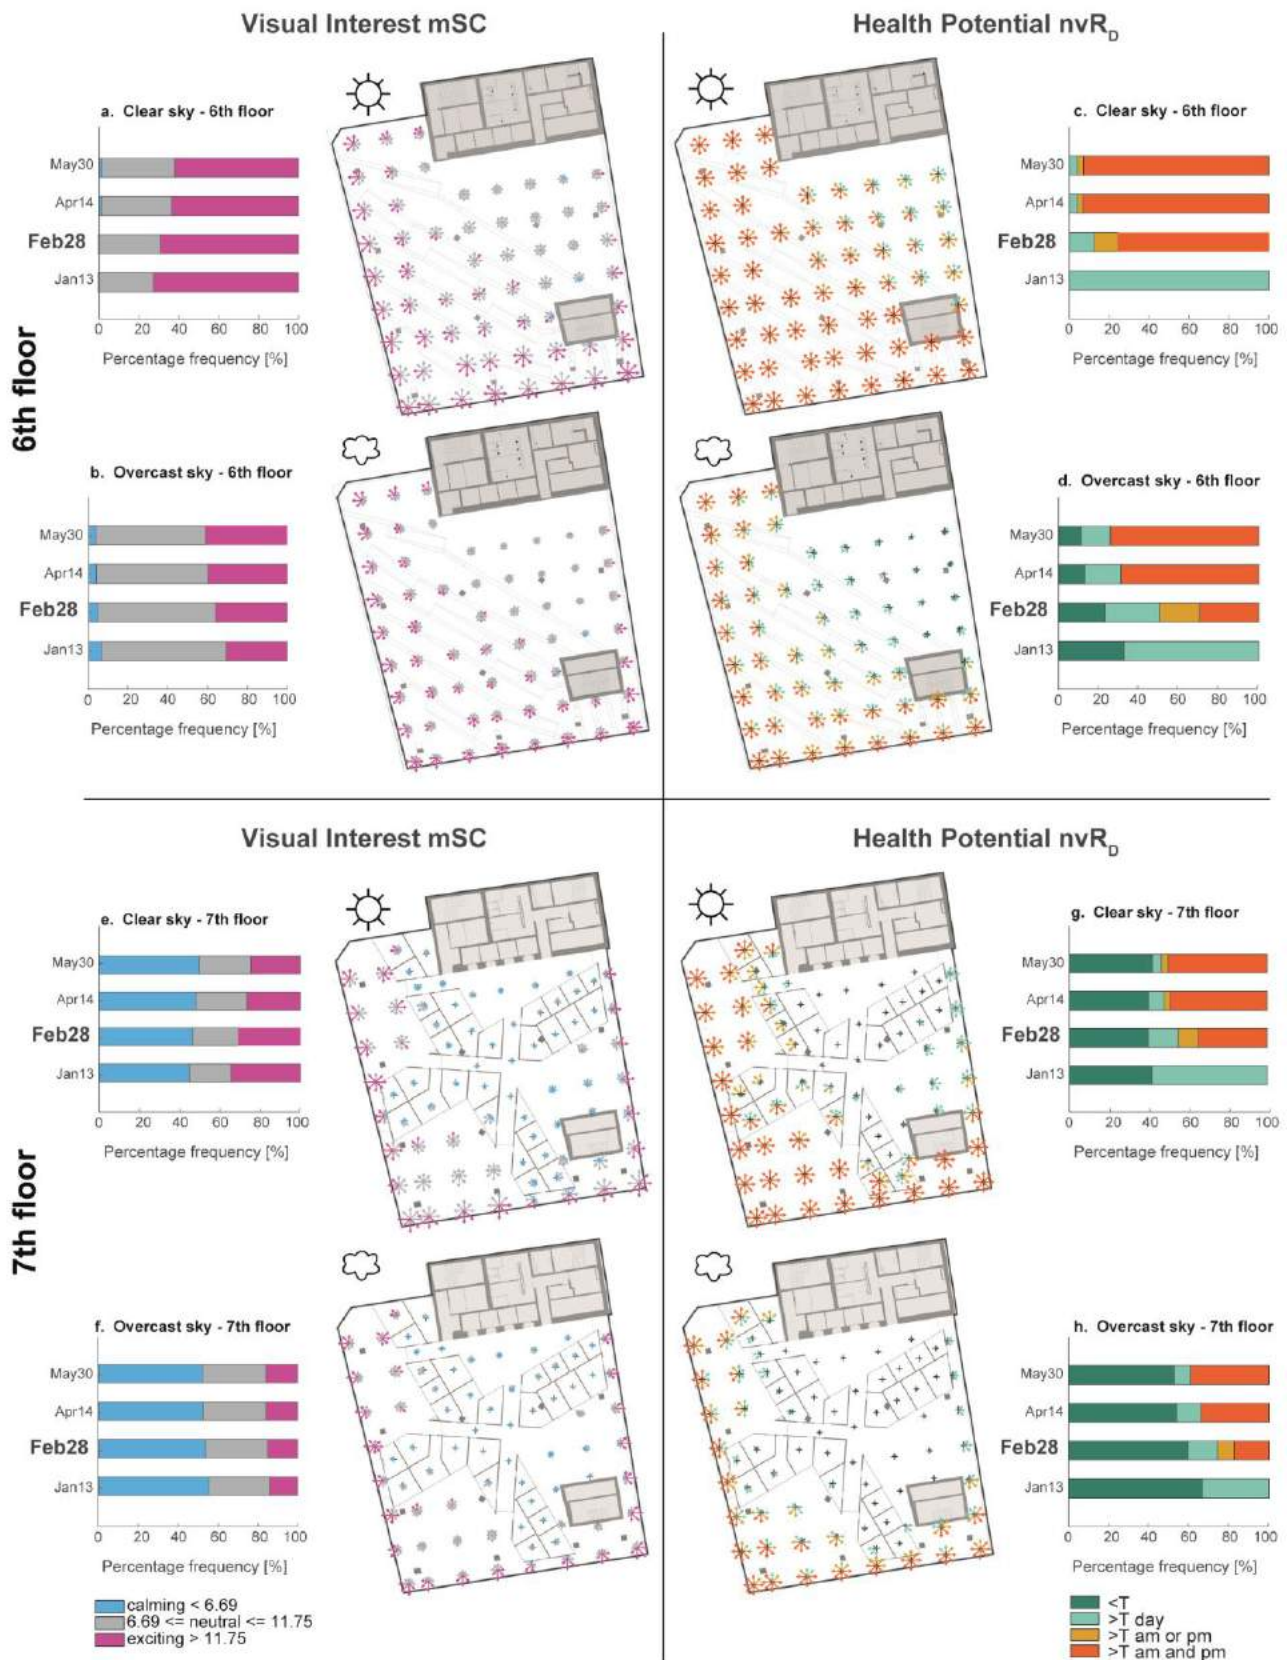 Visual Interest mSC
Health Potential nvR_D
6th floor
a. Clear sky - 6th floor
May30
Apr14
Feb28
Jan13
0 20 40 60 80 100
Percentage frequency [%]
c. Clear sky - 6th floor
May30
Apr14
Feb28
Jan13
0 20 40 60 80 100
Percentage frequency [%]
b. Overcast sky - 6th floor
May30
Apr14
Feb28
Jan13
0 20 40 60 80 100
Percentage frequency [%]
d. Overcast sky - 6th floor
May30
Apr14
Feb28
Jan13
0 20 40 60 80 100
Percentage frequency [%]
Visual Interest mSC
Health Potential nvR_D
7th floor
e. Clear sky - 7th floor
May30
Apr14
Feb28
Jan13
0 20 40 60 80 100
Percentage frequency [%]
g. Clear sky - 7th floor
May30
Apr14
Feb28
Jan13
0 20 40 60 80 100
Percentage frequency [%]
f. Overcast sky - 7th floor
May30
Apr14
Feb28
Jan13
0 20 40 60 80 100
Percentage frequency [%]
h. Overcast sky - 7th floor
May30
Apr14
Feb28
Jan13
0 20 40 60 80 100
Percentage frequency [%]
calming < 6.69
6.69 <= neutral <= 11.75
exciting > 11.75
<T
>T day
>T am or pm
>T am and pm